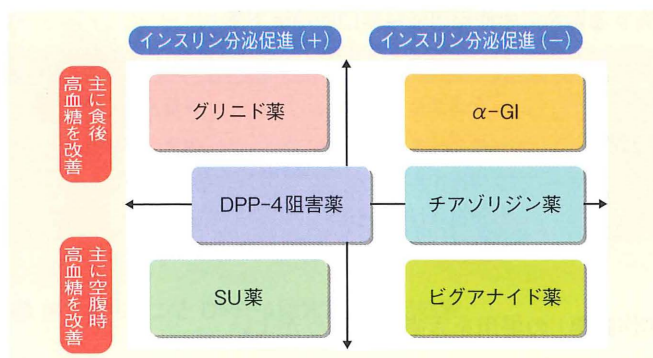 インスリン分泌促進(+)
インスリン分泌促進(−)
主に食後
高血糖を改善
グリニド薬
α-GI
DPP-4阻害薬
チアゾリジン薬
主に空腹時
高血糖を改善
SU薬
ビグアナイド薬